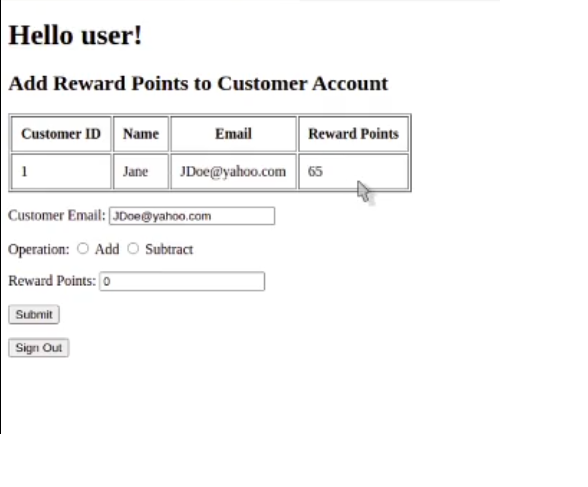 Hello user!
Add Reward Points to Customer Account
Customer ID Name Email Reward Points
1 Jane JDoe@yahoo.com 65
Customer Email: JDoe@yahoo.com
Operation: Add Subtract
Reward Points: 0
Submit
Sign Out